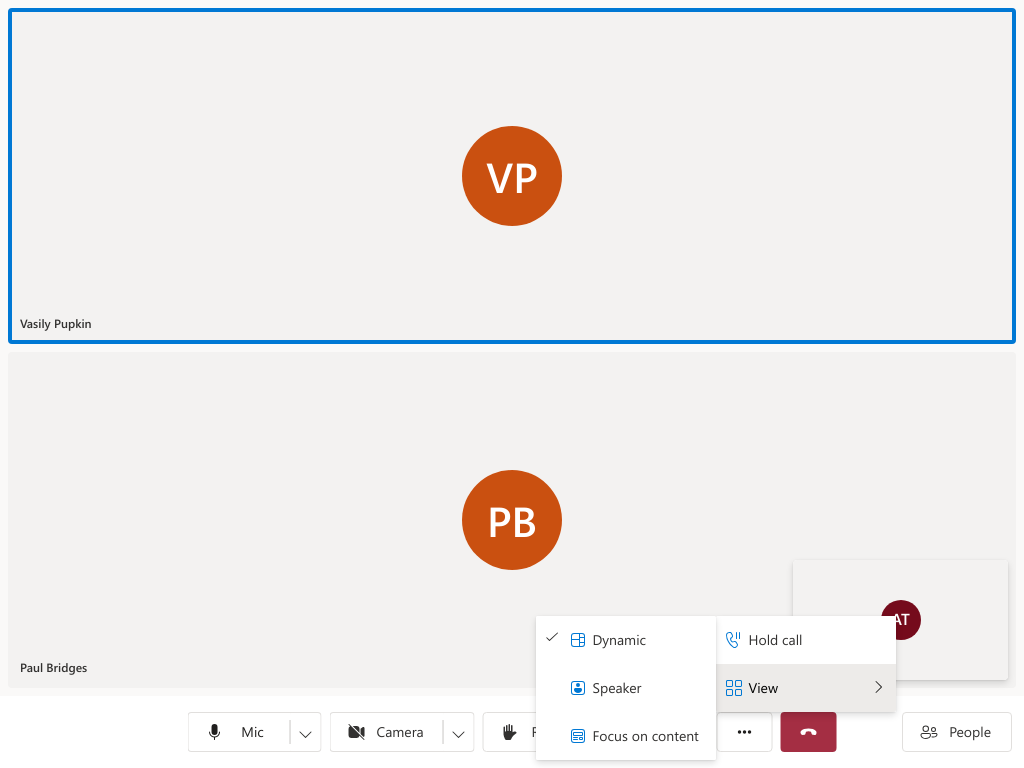 VP
Vasily Pupkin
PB
AT
Paul Bridges
Dynamic
Hold call
Speaker
View
Focus on content
Mic
Camera
People